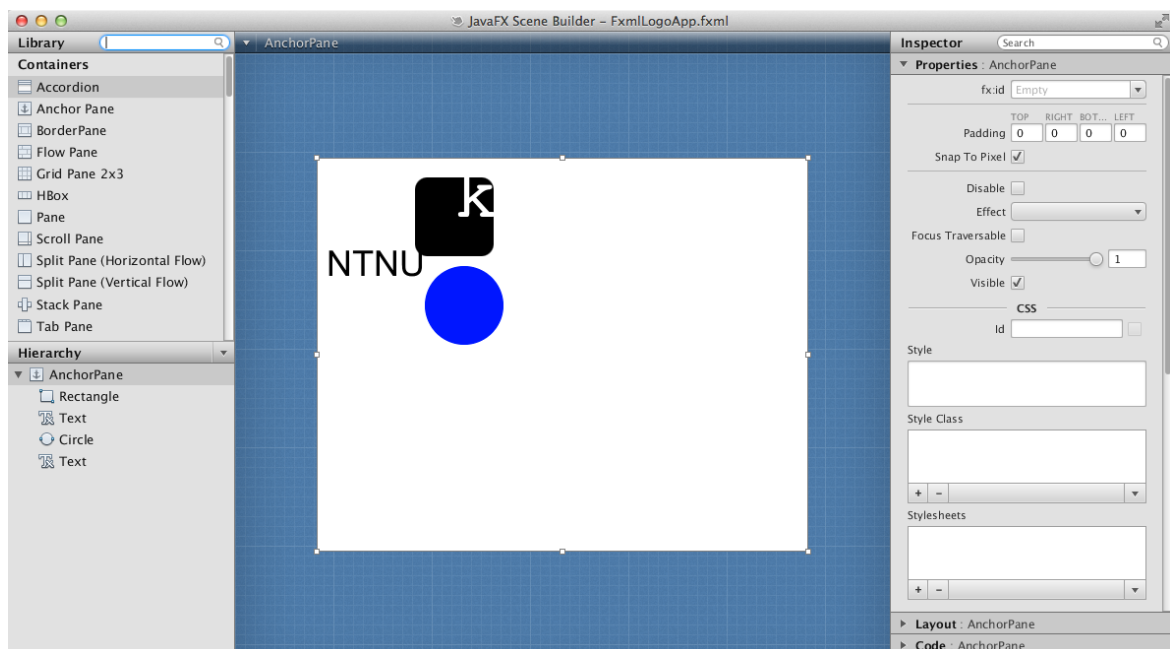 JavaFX Scene Builder – FxmlLogoApp.fxml
Library
Containers
Accordion
Anchor Pane
BorderPane
Flow Pane
Grid Pane 2x3
HBox
Pane
Scroll Pane
Split Pane (Horizontal Flow)
Split Pane (Vertical Flow)
Stack Pane
Tab Pane
Hierarchy
AnchorPane
Rectangle
Text
Circle
Text
AnchorPane
k
NTNU
Inspector Search
Properties : AnchorPane
fx:id Empty
TOP RIGHT BOT... LEFT
Padding 0 0 0 0
Snap To Pixel
Disable
Effect
Focus Traversable
Opacity 1
Visible
CSS
Id
Style
Style Class
+ –
Stylesheets
+ –
Layout : AnchorPane
Code : AnchorPane